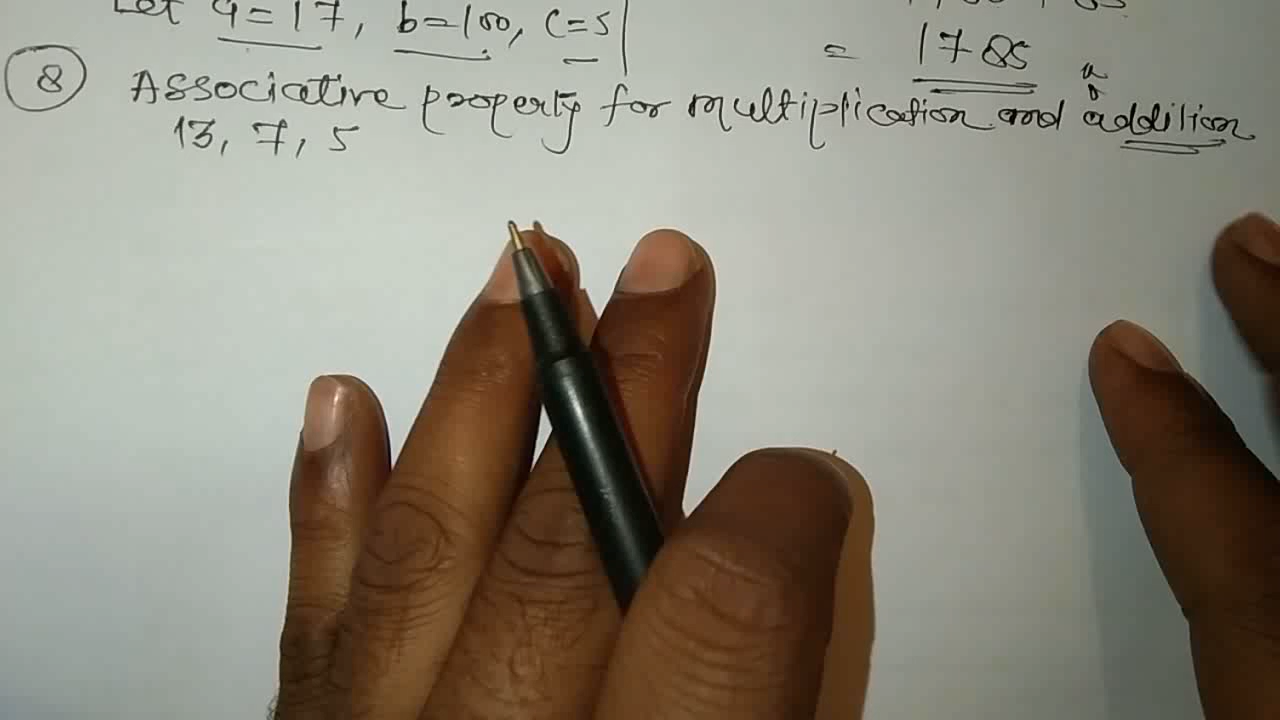 Let a = 17, b = 100, c = 5
= 1785
8 Associative property for multiplication and addition
13, 7, 5